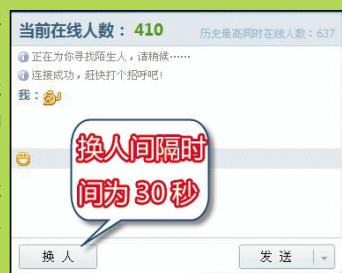 当前在线人数：410
历史最高同时在线人数：637
正在为你寻找陌生人，请稍候……
连接成功，赶快打个招呼吧！
我：
换人间隔时
间为30秒
换 人
发 送